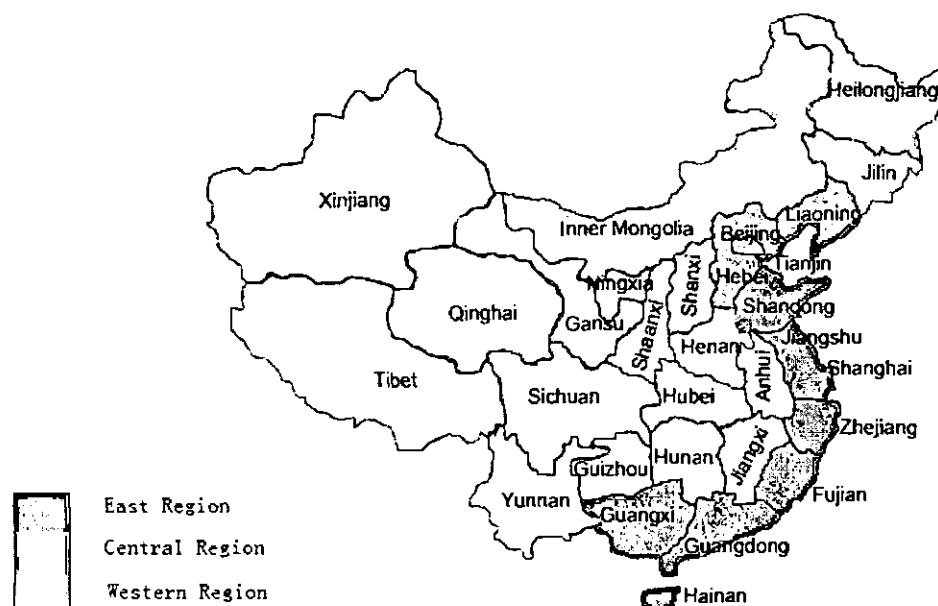 Heilongjiang
Jilin
Xinjiang
Liaoning
Inner Mongolia
Beijing
Tianjin
Ningxia
Shanxi
Hebei
Shandong
Qinghai
Gansu
Shaanxi
Henan
Jiangshu
Anhui
Shanghai
Tibet
Sichuan
Hubei
Zhejiang
Guizhou
Hunan
Jiangxi
Yunnan
Fujian
Guangxi
Guangdong
Hainan
East Region
Central Region
Western Region